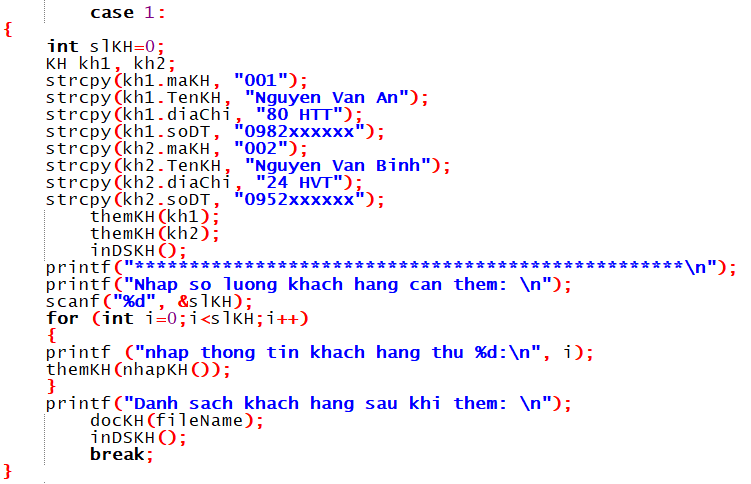 case 1:
{
int slKH=0;
KH kh1, kh2;
strcpy(kh1.maKH, "001");
strcpy(kh1.TenKH, "Nguyen Van An");
strcpy(kh1.diaChi, "80 HTT");
strcpy(kh1.soDT, "0982xxxxxx");
strcpy(kh2.maKH, "002");
strcpy(kh2.TenKH, "Nguyen Van Binh");
strcpy(kh2.diaChi, "24 HVT");
strcpy(kh2.soDT, "0952xxxxxx");
themKH(kh1);
themKH(kh2);
inDSKH();
printf("**************************************************\n");
printf("Nhap so luong khach hang can them: \n");
scanf("%d", &slKH);
for (int i=0;i<slKH;i++)
{
printf ("nhap thong tin khach hang thu %d:\n", i);
themKH(nhapKH());
}
printf("Danh sach khach hang sau khi them: \n");
docKH(fileName);
inDSKH();
break;
}